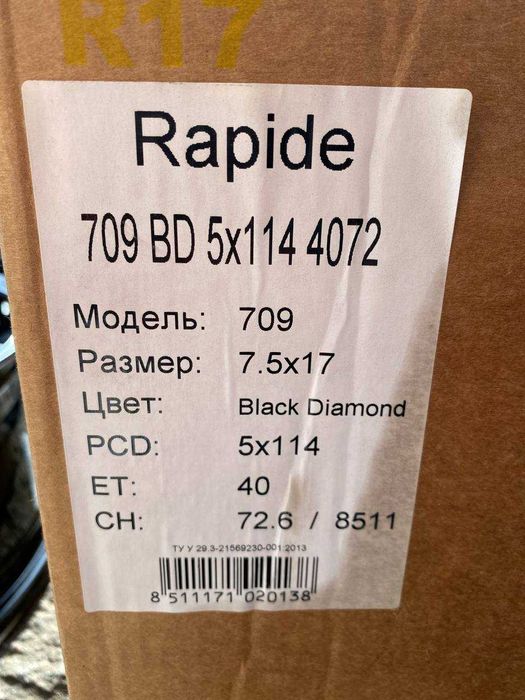 R17
Rapide
709 BD 5x114 4072
Модель: 709
Размер: 7.5x17
Цвет: Black Diamond
PCD: 5x114
ET: 40
CH: 72.6 / 8511
ТУ У 29.3-21569230-001:2013
8 511171 020138